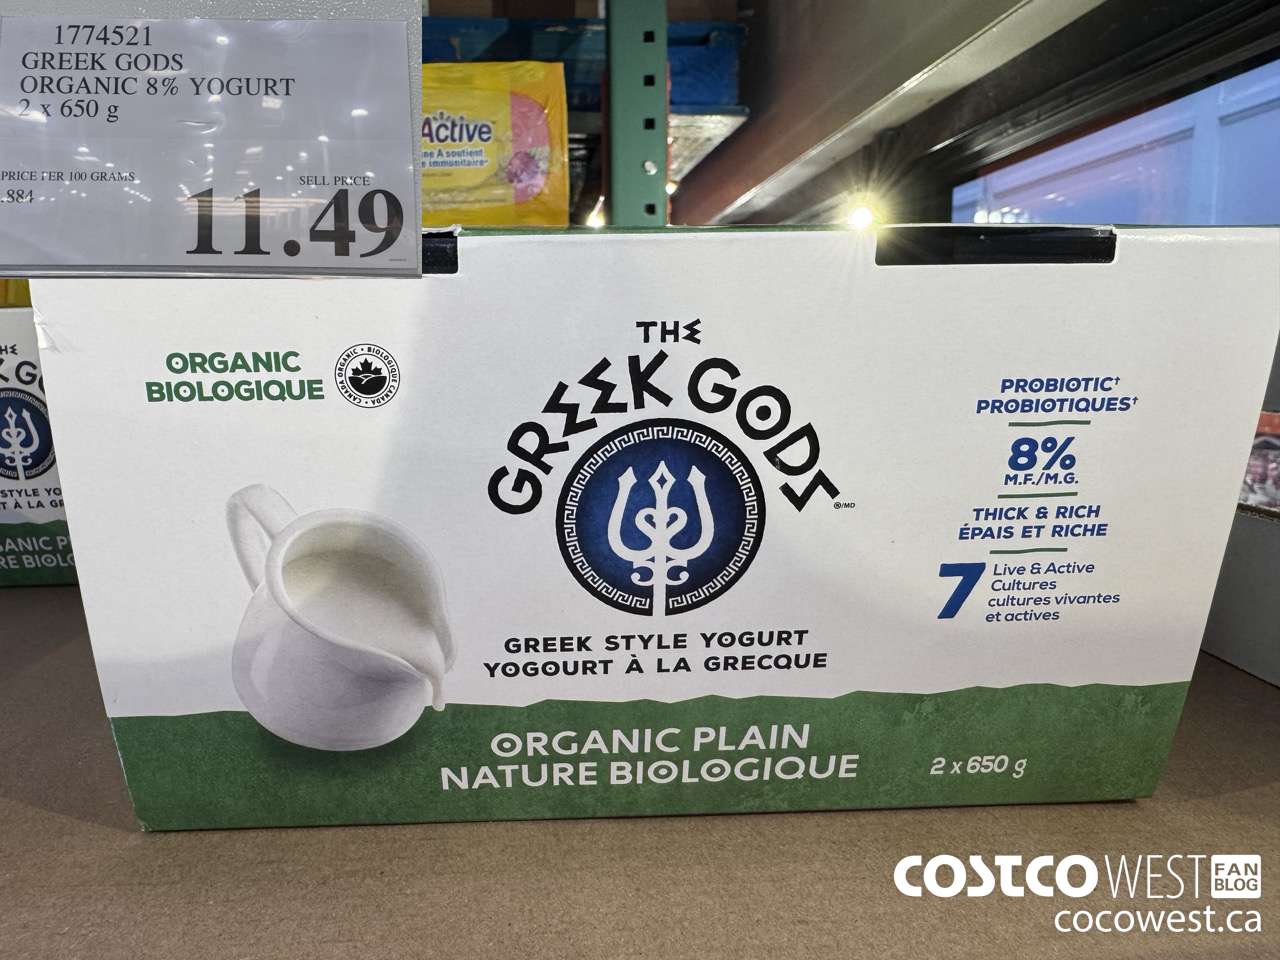 1774521
GREEK GODS
ORGANIC 8% YOGURT
2 x 650 g
PRICE PER 100 GRAMS
.884
SELL PRICE
11.49
Activε
immunitaire
ORGANIC
BIOLOGIQUE
CANADA ORGANIC • BIOLOGIQUE CANADA •
THE
GREEK GODS
®/MD
GREEK STYLE YOGURT
YOGOURT À LA GRECQUE
ORGANIC PLAIN
NATURE BIOLOGIQUE
PROBIOTIC†
PROBIOTIQUES†
8%
M.F./M.G.
THICK & RICH
ÉPAIS ET RICHE
7 Live & Active
Cultures
cultures vivantes
et actives
2 x 650 g
COSTCO WEST FAN
BLOG
cocowest.ca